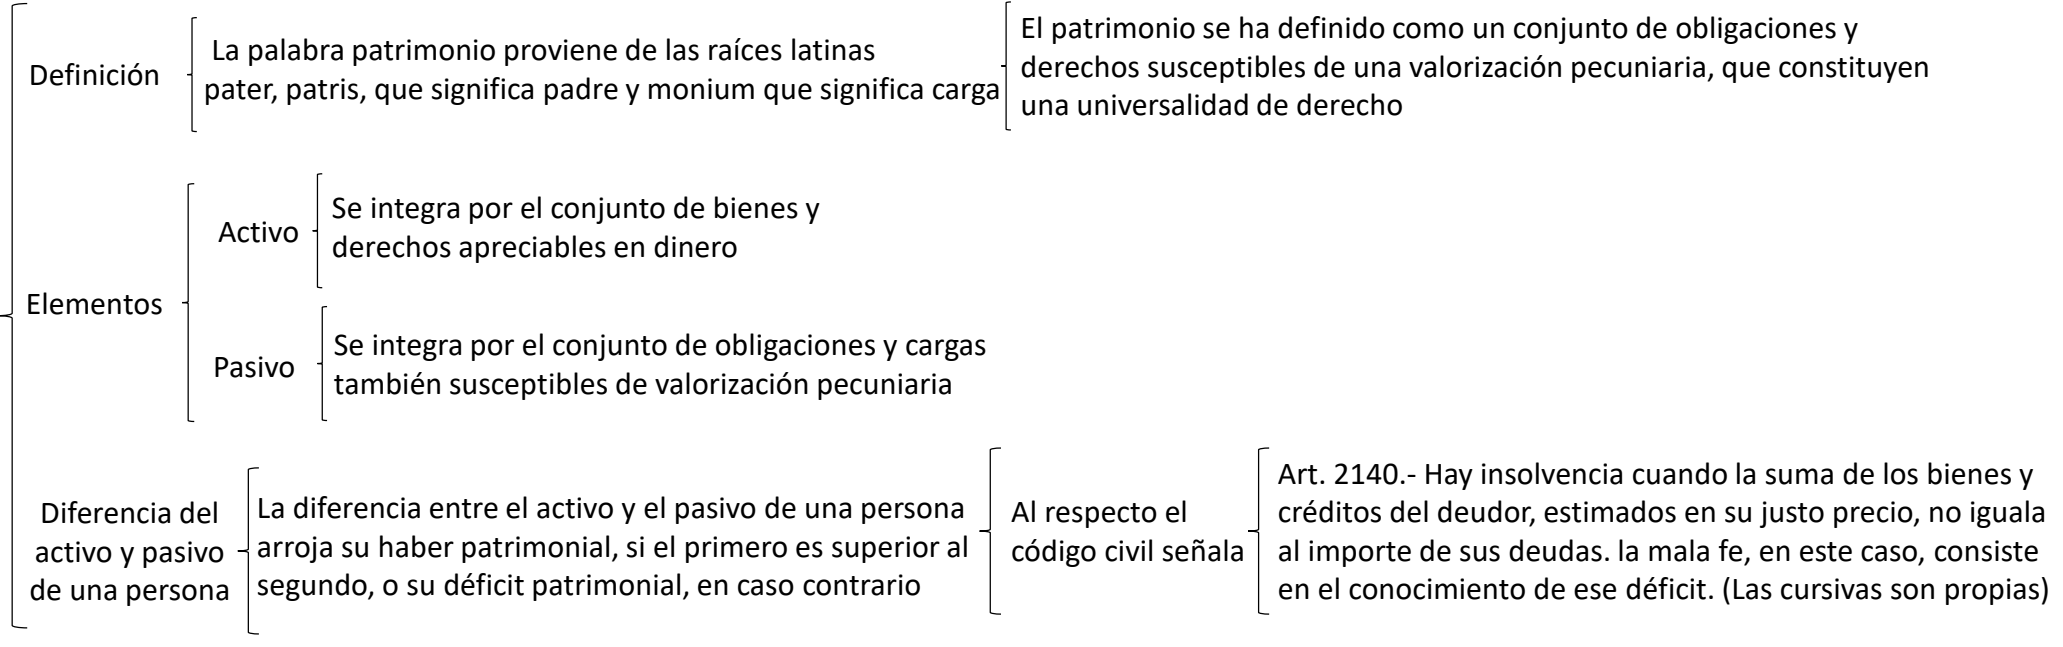 Definición
La palabra patrimonio proviene de las raíces latinas
pater, patris, que significa padre y monium que significa carga
El patrimonio se ha definido como un conjunto de obligaciones y
derechos susceptibles de una valorización pecuniaria, que constituyen
una universalidad de derecho
Elementos
Activo
Se integra por el conjunto de bienes y
derechos apreciables en dinero
Pasivo
Se integra por el conjunto de obligaciones y cargas
también susceptibles de valorización pecuniaria
Diferencia del
activo y pasivo
de una persona
La diferencia entre el activo y el pasivo de una persona
arroja su haber patrimonial, si el primero es superior al
segundo, o su déficit patrimonial, en caso contrario
Al respecto el
código civil señala
Art. 2140.- Hay insolvencia cuando la suma de los bienes y
créditos del deudor, estimados en su justo precio, no iguala
al importe de sus deudas. la mala fe, en este caso, consiste
en el conocimiento de ese déficit. (Las cursivas son propias)